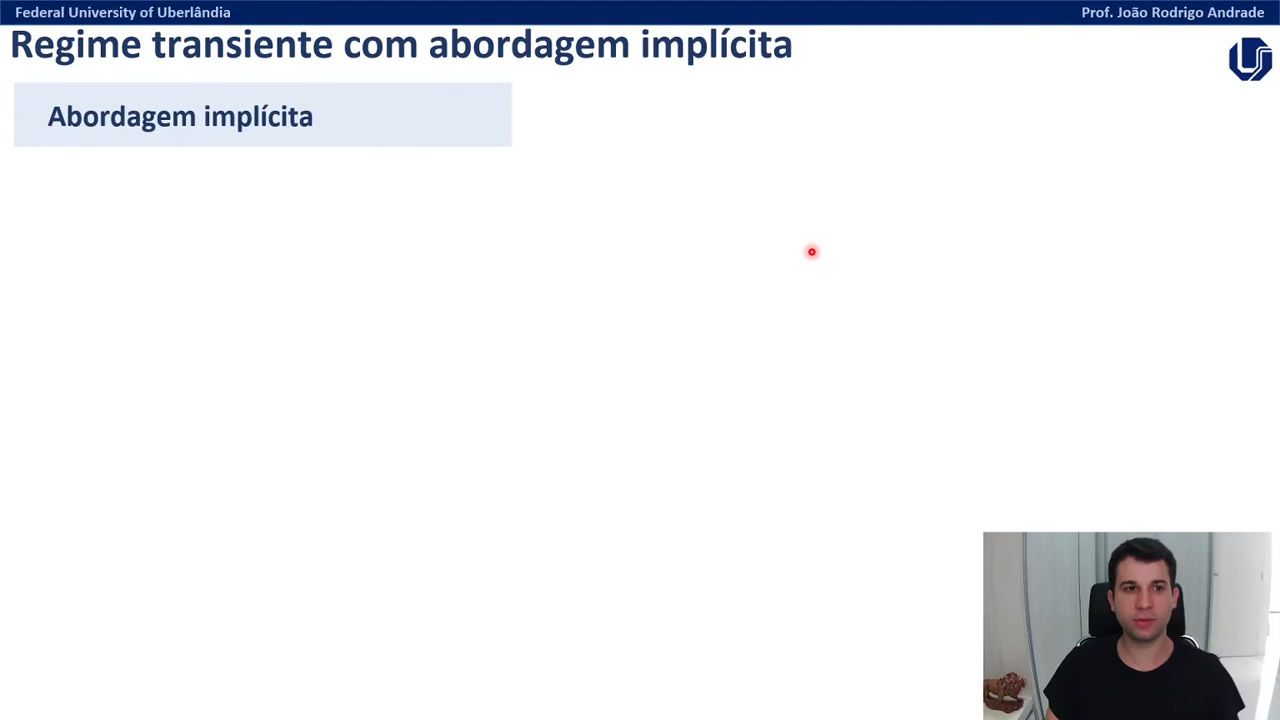 Federal University of Uberlândia
Prof. João Rodrigo Andrade
Regime transiente com abordagem implícita
Abordagem implícita